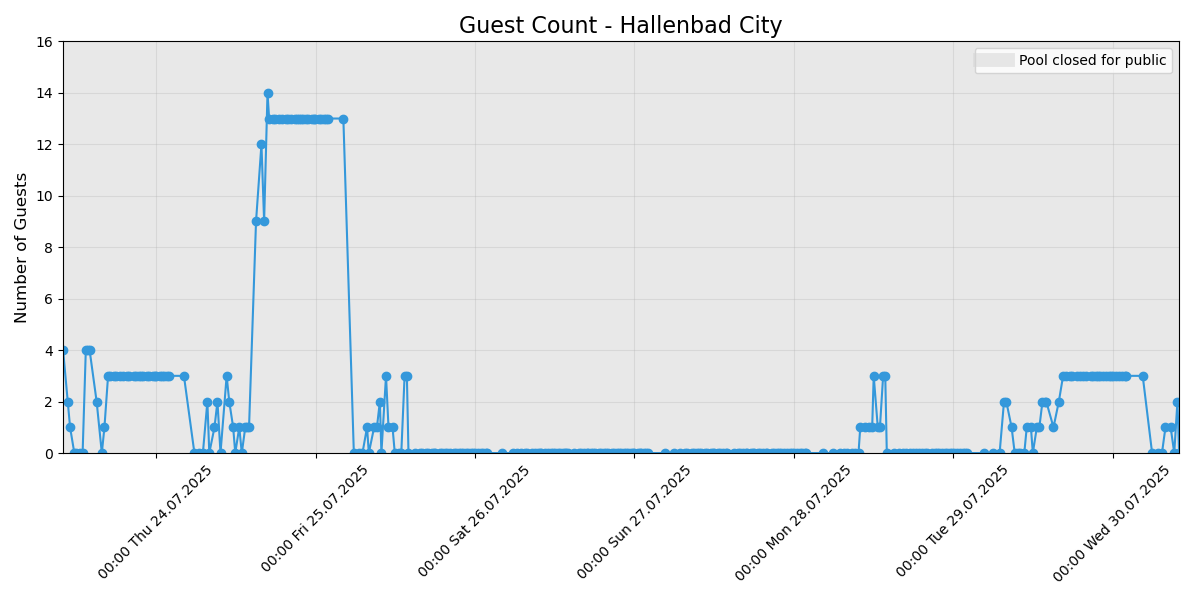 Guest Count - Hallenbad City
Pool closed for public
Number of Guests
16
14
12
10
8
6
4
2
0
00:00 Thu 24.07.2025
00:00 Fri 25.07.2025
00:00 Sat 26.07.2025
00:00 Sun 27.07.2025
00:00 Mon 28.07.2025
00:00 Tue 29.07.2025
00:00 Wed 30.07.2025